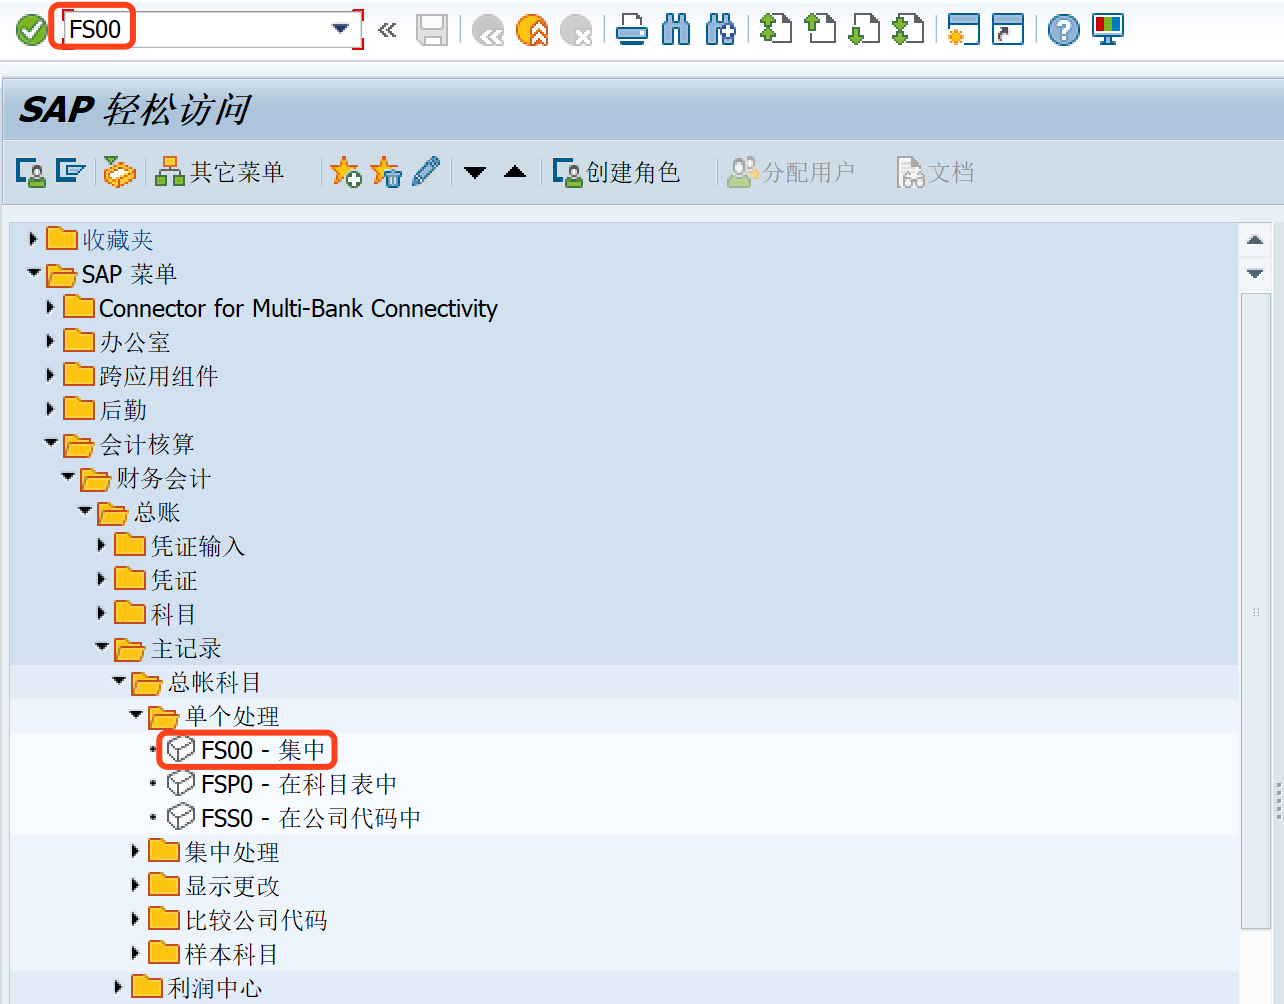 FS00
SAP 轻松访问
其它菜单 创建角色 分配用户 文档
收藏夹
SAP 菜单
Connector for Multi-Bank Connectivity
办公室
跨应用组件
后勤
会计核算
财务会计
总账
凭证输入
凭证
科目
主记录
总帐科目
单个处理
FS00 - 集中
FSP0 - 在科目表中
FSS0 - 在公司代码中
集中处理
显示更改
比较公司代码
样本科目
利润中心